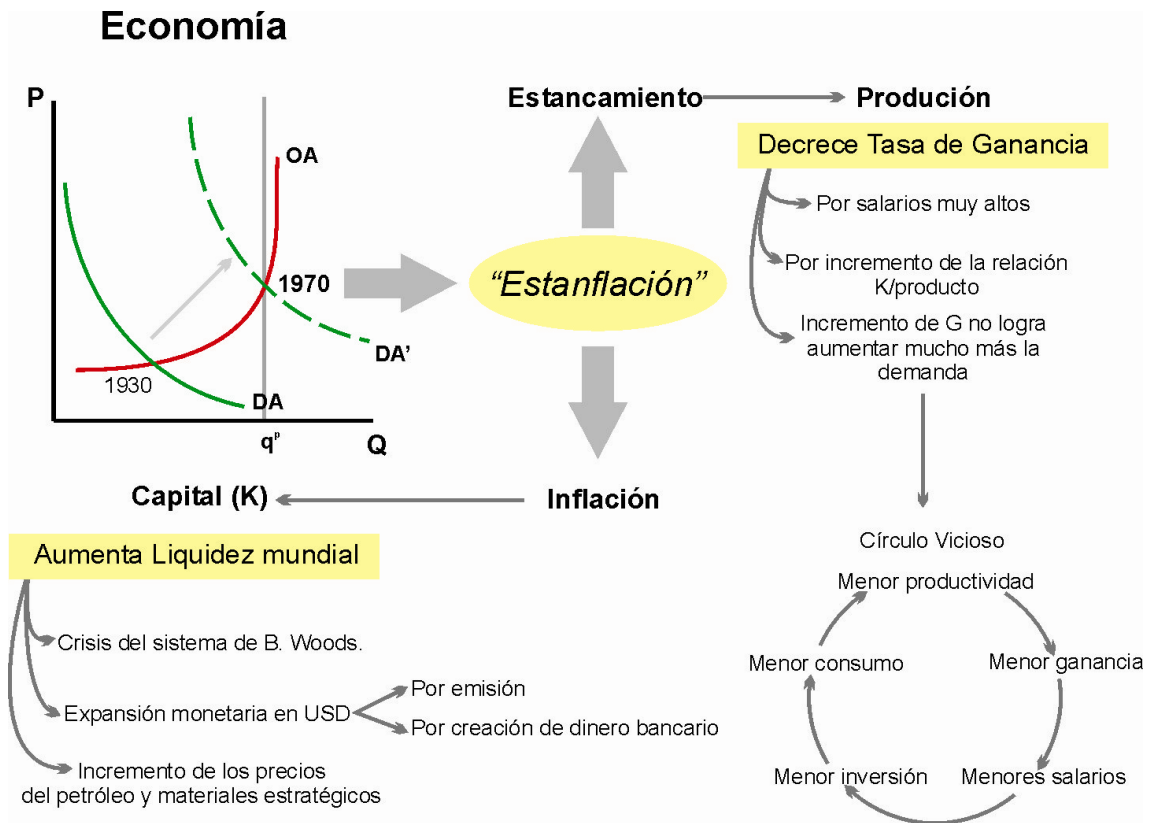 Economía
P
OA
1970
1930
DA
DA'
qᵖ
Q
Estancamiento
Produción
Decrece Tasa de Ganancia
Por salarios muy altos
Por incremento de la relación
K/producto
Incremento de G no logra
aumentar mucho más la
demanda
“Estanflación”
Inflación
Capital (K)
Aumenta Liquidez mundial
Crisis del sistema de B. Woods.
Expansión monetaria en USD
Por emisión
Por creación de dinero bancario
Incremento de los precios
del petróleo y materiales estratégicos
Círculo Vicioso
Menor productividad
Menor ganancia
Menores salarios
Menor inversión
Menor consumo